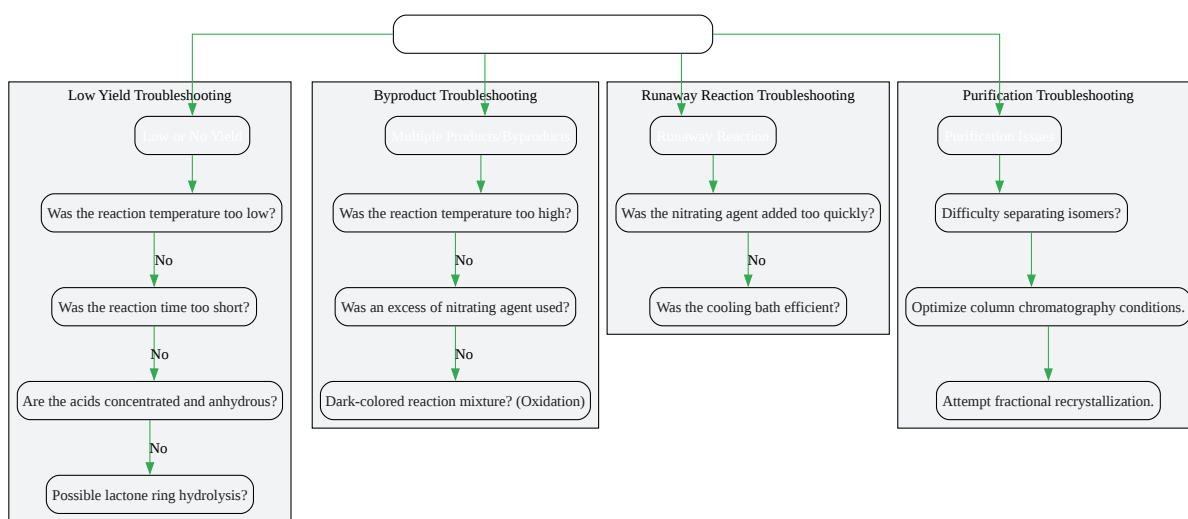 Low Yield Troubleshooting
Low or No Yield
Was the reaction temperature too low?
No
Was the reaction time too short?
No
Are the acids concentrated and anhydrous?
No
Possible lactone ring hydrolysis?
Byproduct Troubleshooting
Multiple Products/Byproducts
Was the reaction temperature too high?
No
Was an excess of nitrating agent used?
No
Dark-colored reaction mixture? (Oxidation)
Runaway Reaction Troubleshooting
Runaway Reaction
Was the nitrating agent added too quickly?
No
Was the cooling bath efficient?
Purification Troubleshooting
Purification Issues
Difficulty separating isomers?
Optimize column chromatography conditions.
Attempt fractional recrystallization.